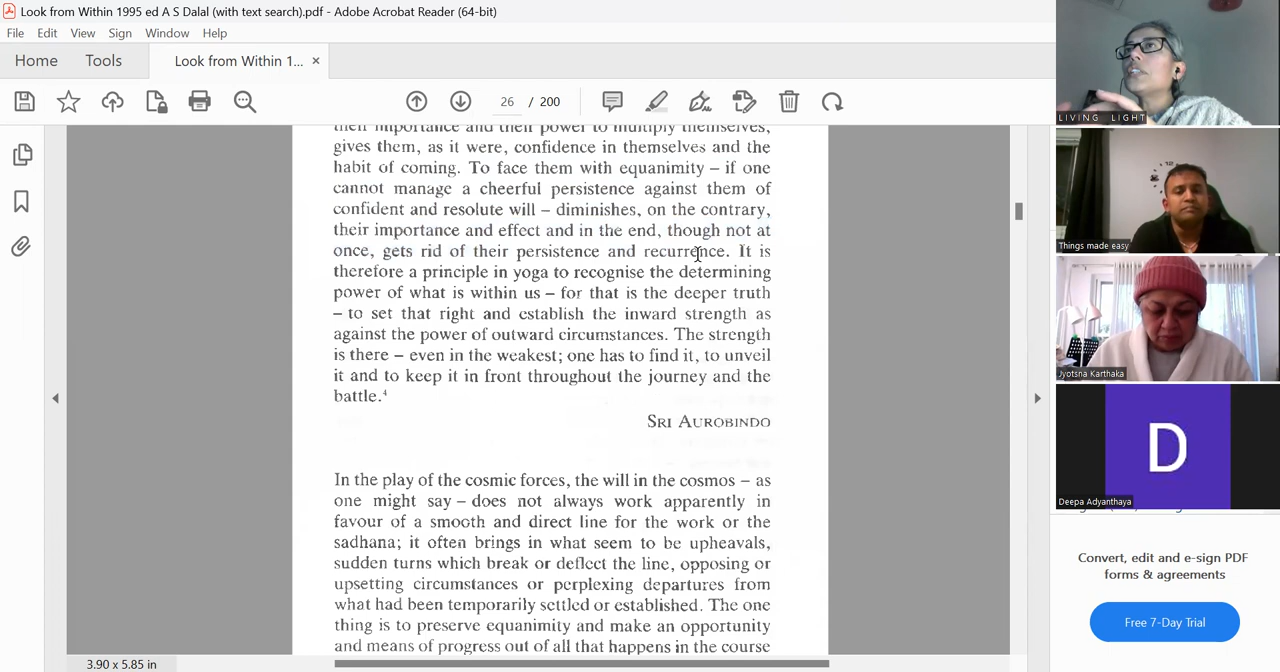 Look from Within 1995 ed A S Dalal (with text search).pdf - Adobe Acrobat Reader (64-bit)
File Edit View Sign Window Help
Home Tools Look from Within 1... ×
26 / 200
their importance and their power to multiply themselves,
gives them, as it were, confidence in themselves and the
habit of coming. To face them with equanimity – if one
cannot manage a cheerful persistence against them of
confident and resolute will – diminishes, on the contrary,
their importance and effect and in the end, though not at
once, gets rid of their persistence and recurrence. It is
therefore a principle in yoga to recognise the determining
power of what is within us – for that is the deeper truth
– to set that right and establish the inward strength as
against the power of outward circumstances. The strength
is there – even in the weakest; one has to find it, to unveil
it and to keep it in front throughout the journey and the
battle.⁴
SRI AUROBINDO
In the play of the cosmic forces, the will in the cosmos – as
one might say – does not always work apparently in
favour of a smooth and direct line for the work or the
sadhana; it often brings in what seem to be upheavals,
sudden turns which break or deflect the line, opposing or
upsetting circumstances or perplexing departures from
what had been temporarily settled or established. The one
thing is to preserve equanimity and make an opportunity
and means of progress out of all that happens in the course
3.90 x 5.85 in
LIVING LIGHT
Things made easy
Jyotsna Karthaka
D
Deepa Adyanthaya
Convert, edit and e-sign PDF
forms & agreements
Free 7-Day Trial